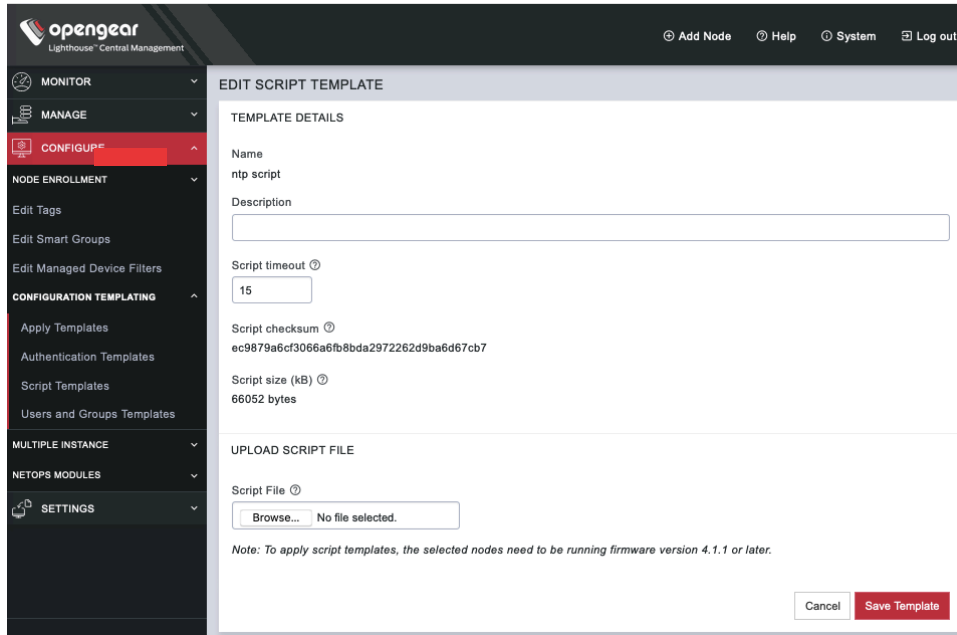 opengear
Lighthouse™ Central Management
Add Node
Help
System
Log out
MONITOR
MANAGE
CONFIGURE
NODE ENROLLMENT
Edit Tags
Edit Smart Groups
Edit Managed Device Filters
CONFIGURATION TEMPLATING
Apply Templates
Authentication Templates
Script Templates
Users and Groups Templates
MULTIPLE INSTANCE
NETOPS MODULES
SETTINGS
EDIT SCRIPT TEMPLATE
TEMPLATE DETAILS
Name
ntp script
Description
Script timeout
15
Script checksum
ec9879a6cf3066a6fb8bda2972262d9ba6d67cb7
Script size (kB)
66052 bytes
UPLOAD SCRIPT FILE
Script File
Browse... No file selected.
Note: To apply script templates, the selected nodes need to be running firmware version 4.1.1 or later.
Cancel
Save Template